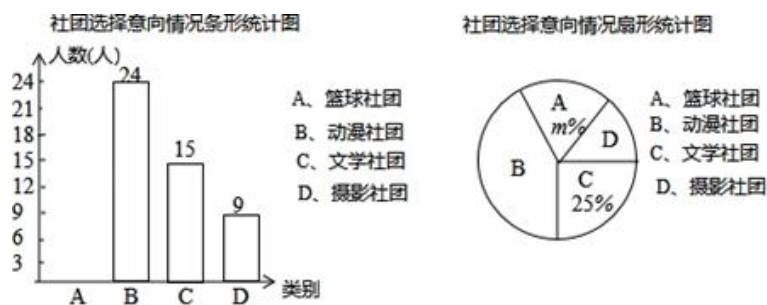 社团选择意向情况条形统计图
人数(人)
24
21
18
15
12
9
6
3
24
15
9
A
B
C
D
类别
A、篮球社团
B、动漫社团
C、文学社团
D、摄影社团
社团选择意向情况扇形统计图
A
m%
B
D
C
25%
A、篮球社团
B、动漫社团
C、文学社团
D、摄影社团